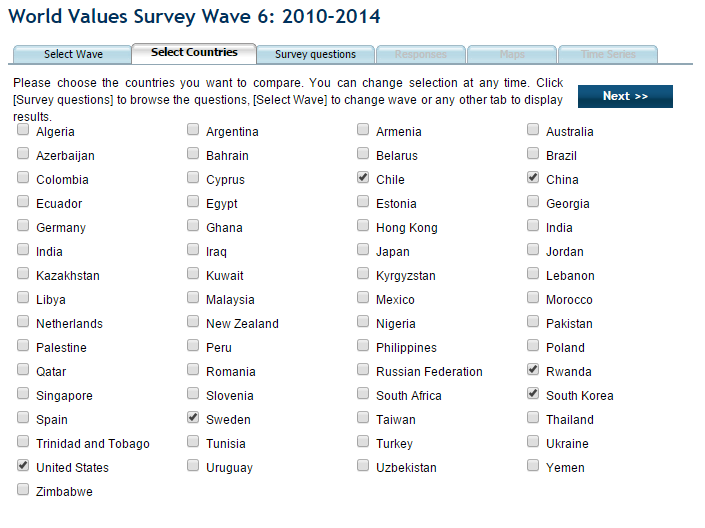 World Values Survey Wave 6: 2010-2014
Select Wave Select Countries Survey questions Responses Maps Time Series
Please choose the countries you want to compare. You can change selection at any time. Click
[Survey questions] to browse the questions, [Select Wave] to change wave or any other tab to display
results.
Next >>
Algeria Argentina Armenia Australia
Azerbaijan Bahrain Belarus Brazil
Colombia Cyprus Chile China
Ecuador Egypt Estonia Georgia
Germany Ghana Hong Kong India
India Iraq Japan Jordan
Kazakhstan Kuwait Kyrgyzstan Lebanon
Libya Malaysia Mexico Morocco
Netherlands New Zealand Nigeria Pakistan
Palestine Peru Philippines Poland
Qatar Romania Russian Federation Rwanda
Singapore Slovenia South Africa South Korea
Spain Sweden Taiwan Thailand
Trinidad and Tobago Tunisia Turkey Ukraine
United States Uruguay Uzbekistan Yemen
Zimbabwe